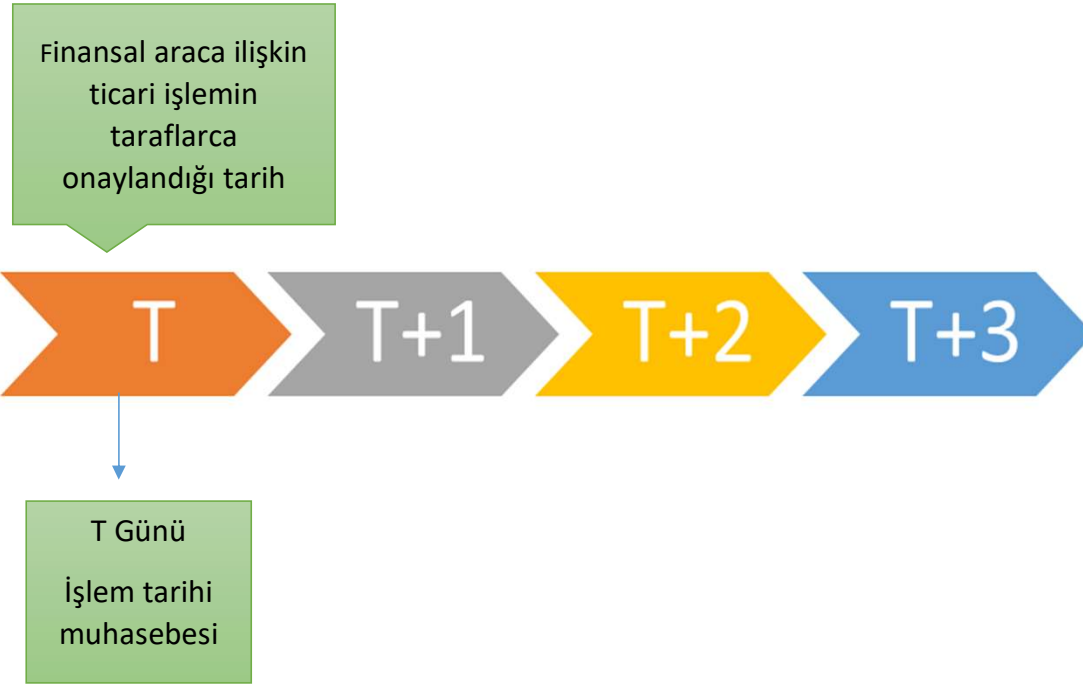 Finansal araca ilişkin
ticari işlemin
taraflarca
onaylandığı tarih
T
T+1
T+2
T+3
T Günü
İşlem tarihi
muhasebesi